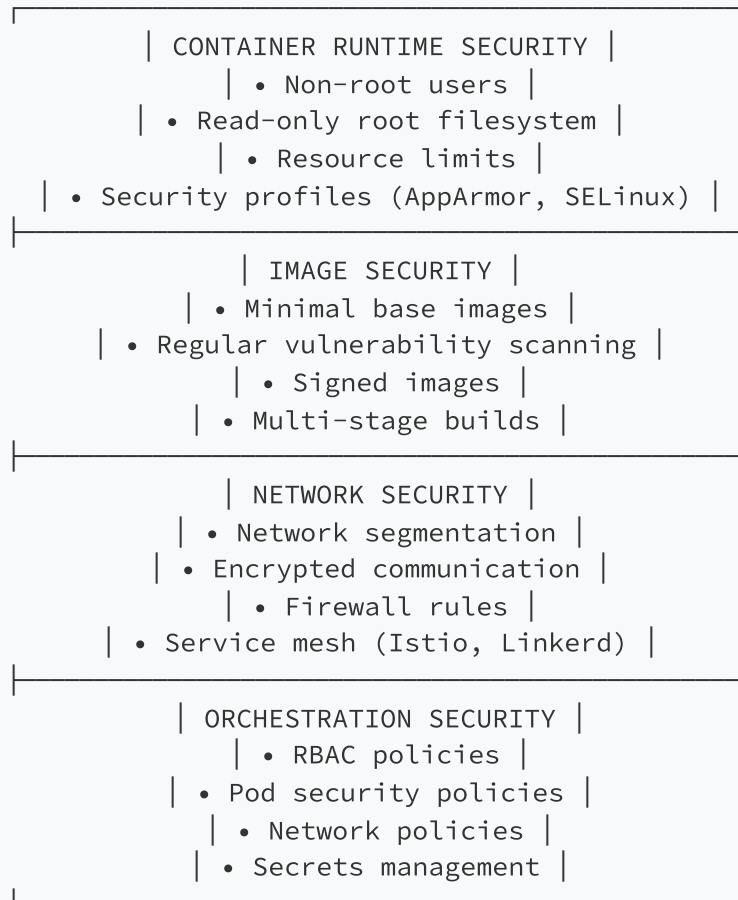 ┌──────────────────────────────────────────────
│ CONTAINER RUNTIME SECURITY │
│ • Non-root users │
│ • Read-only root filesystem │
│ • Resource limits │
│ • Security profiles (AppArmor, SELinux) │
├──────────────────────────────────────────────
│ IMAGE SECURITY │
│ • Minimal base images │
│ • Regular vulnerability scanning │
│ • Signed images │
│ • Multi-stage builds │
├──────────────────────────────────────────────
│ NETWORK SECURITY │
│ • Network segmentation │
│ • Encrypted communication │
│ • Firewall rules │
│ • Service mesh (Istio, Linkerd) │
├──────────────────────────────────────────────
│ ORCHESTRATION SECURITY │
│ • RBAC policies │
│ • Pod security policies │
│ • Network policies │
│ • Secrets management │